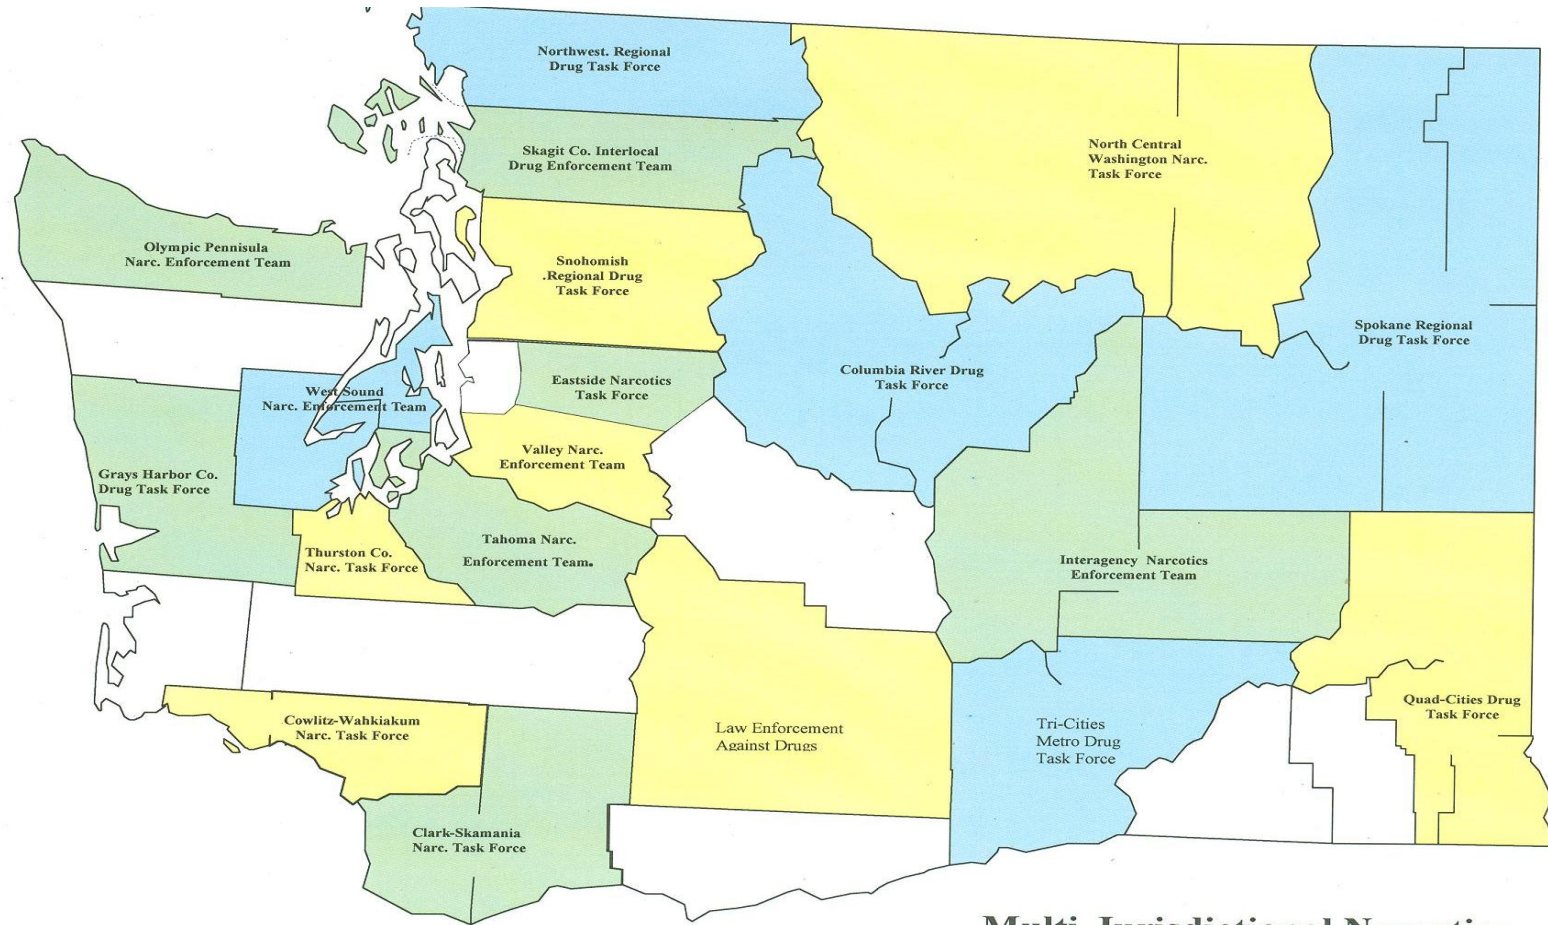 Northwest. Regional
Drug Task Force
Skagit Co. Interlocal
Drug Enforcement Team
North Central
Washington Narc.
Task Force
Olympic Pennisula
Narc. Enforcement Team
Snohomish
.Regional Drug
Task Force
Spokane Regional
Drug Task Force
Columbia River Drug
Task Force
Eastside Narcotics
Task Force
West Sound
Narc. Enforcement Team
Valley Narc.
Enforcement Team
Grays Harbor Co.
Drug Task Force
Thurston Co.
Narc. Task Force
Tahoma Narc.
Enforcement Team.
Interagency Narcotics
Enforcement Team
Quad-Cities Drug
Task Force
Cowlitz-Wahkiakum
Narc. Task Force
Law Enforcement
Against Drugs
Tri-Cities
Metro Drug
Task Force
Clark-Skamania
Narc. Task Force